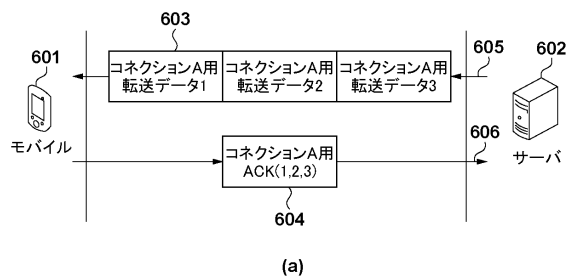 603
601
605
602
コネクションA用
転送データ1
コネクションA用
転送データ2
コネクションA用
転送データ3
モバイル
コネクションA用
ACK(1,2,3)
606
サーバ
604
(a)